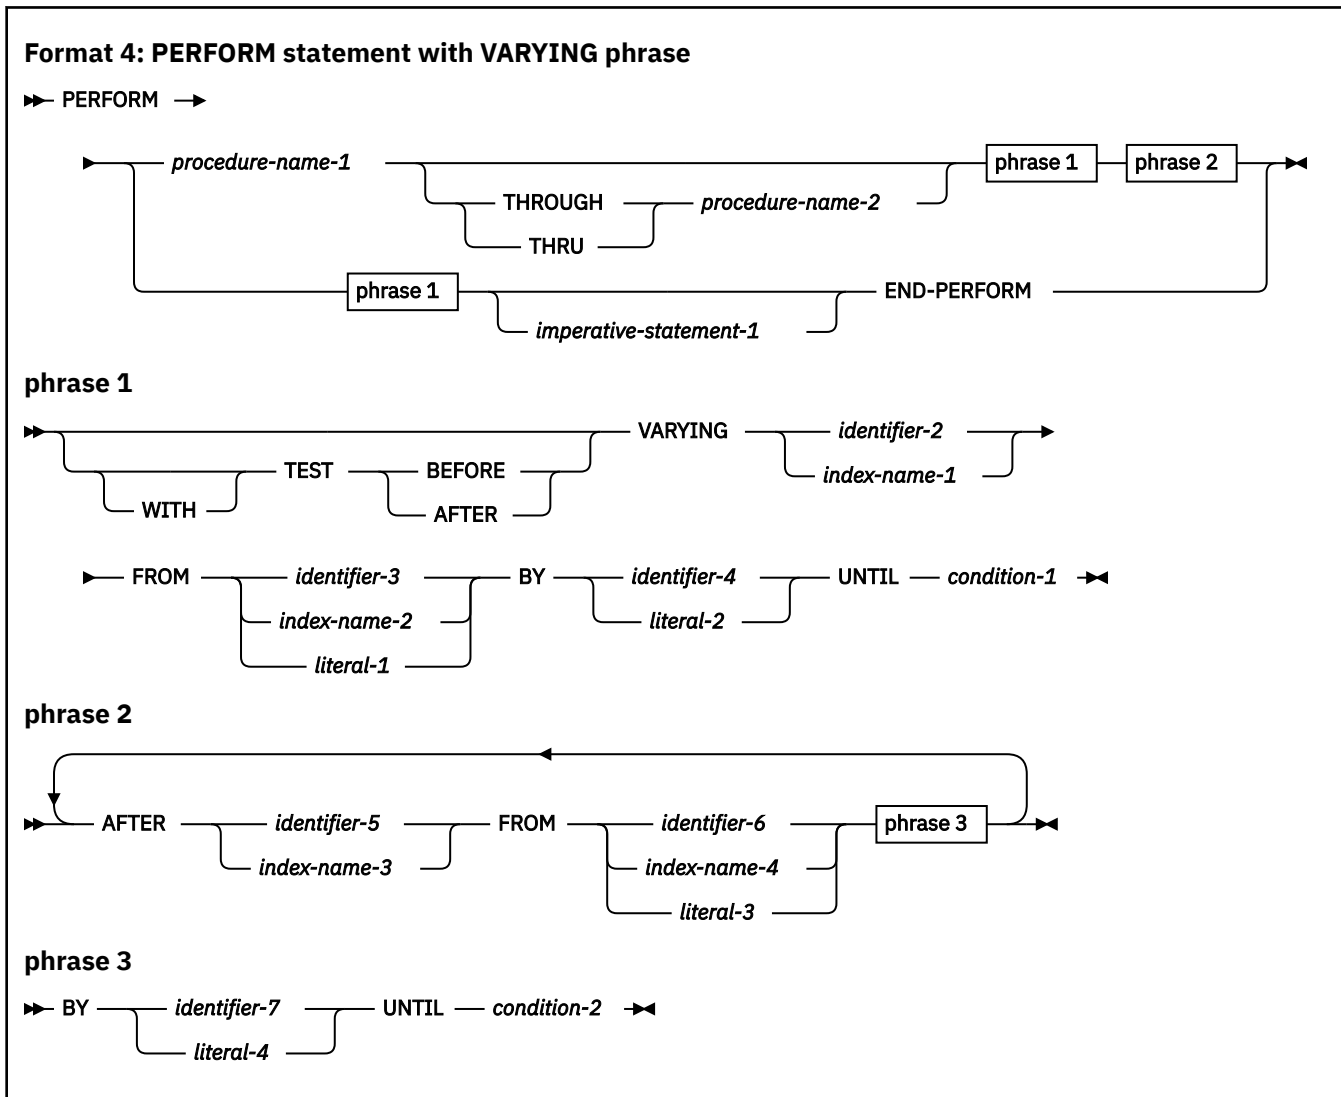 Format 4: PERFORM statement with VARYING phrase
PERFORM
procedure-name-1 phrase 1 phrase 2
THROUGH procedure-name-2
THRU
phrase 1 END-PERFORM
imperative-statement-1
phrase 1
VARYING identifier-2
TEST BEFORE index-name-1
WITH AFTER
FROM identifier-3 BY identifier-4 UNTIL condition-1
index-name-2 literal-2
literal-1
phrase 2
AFTER identifier-5 FROM identifier-6 phrase 3
index-name-3 index-name-4
literal-3
phrase 3
BY identifier-7 UNTIL condition-2
literal-4